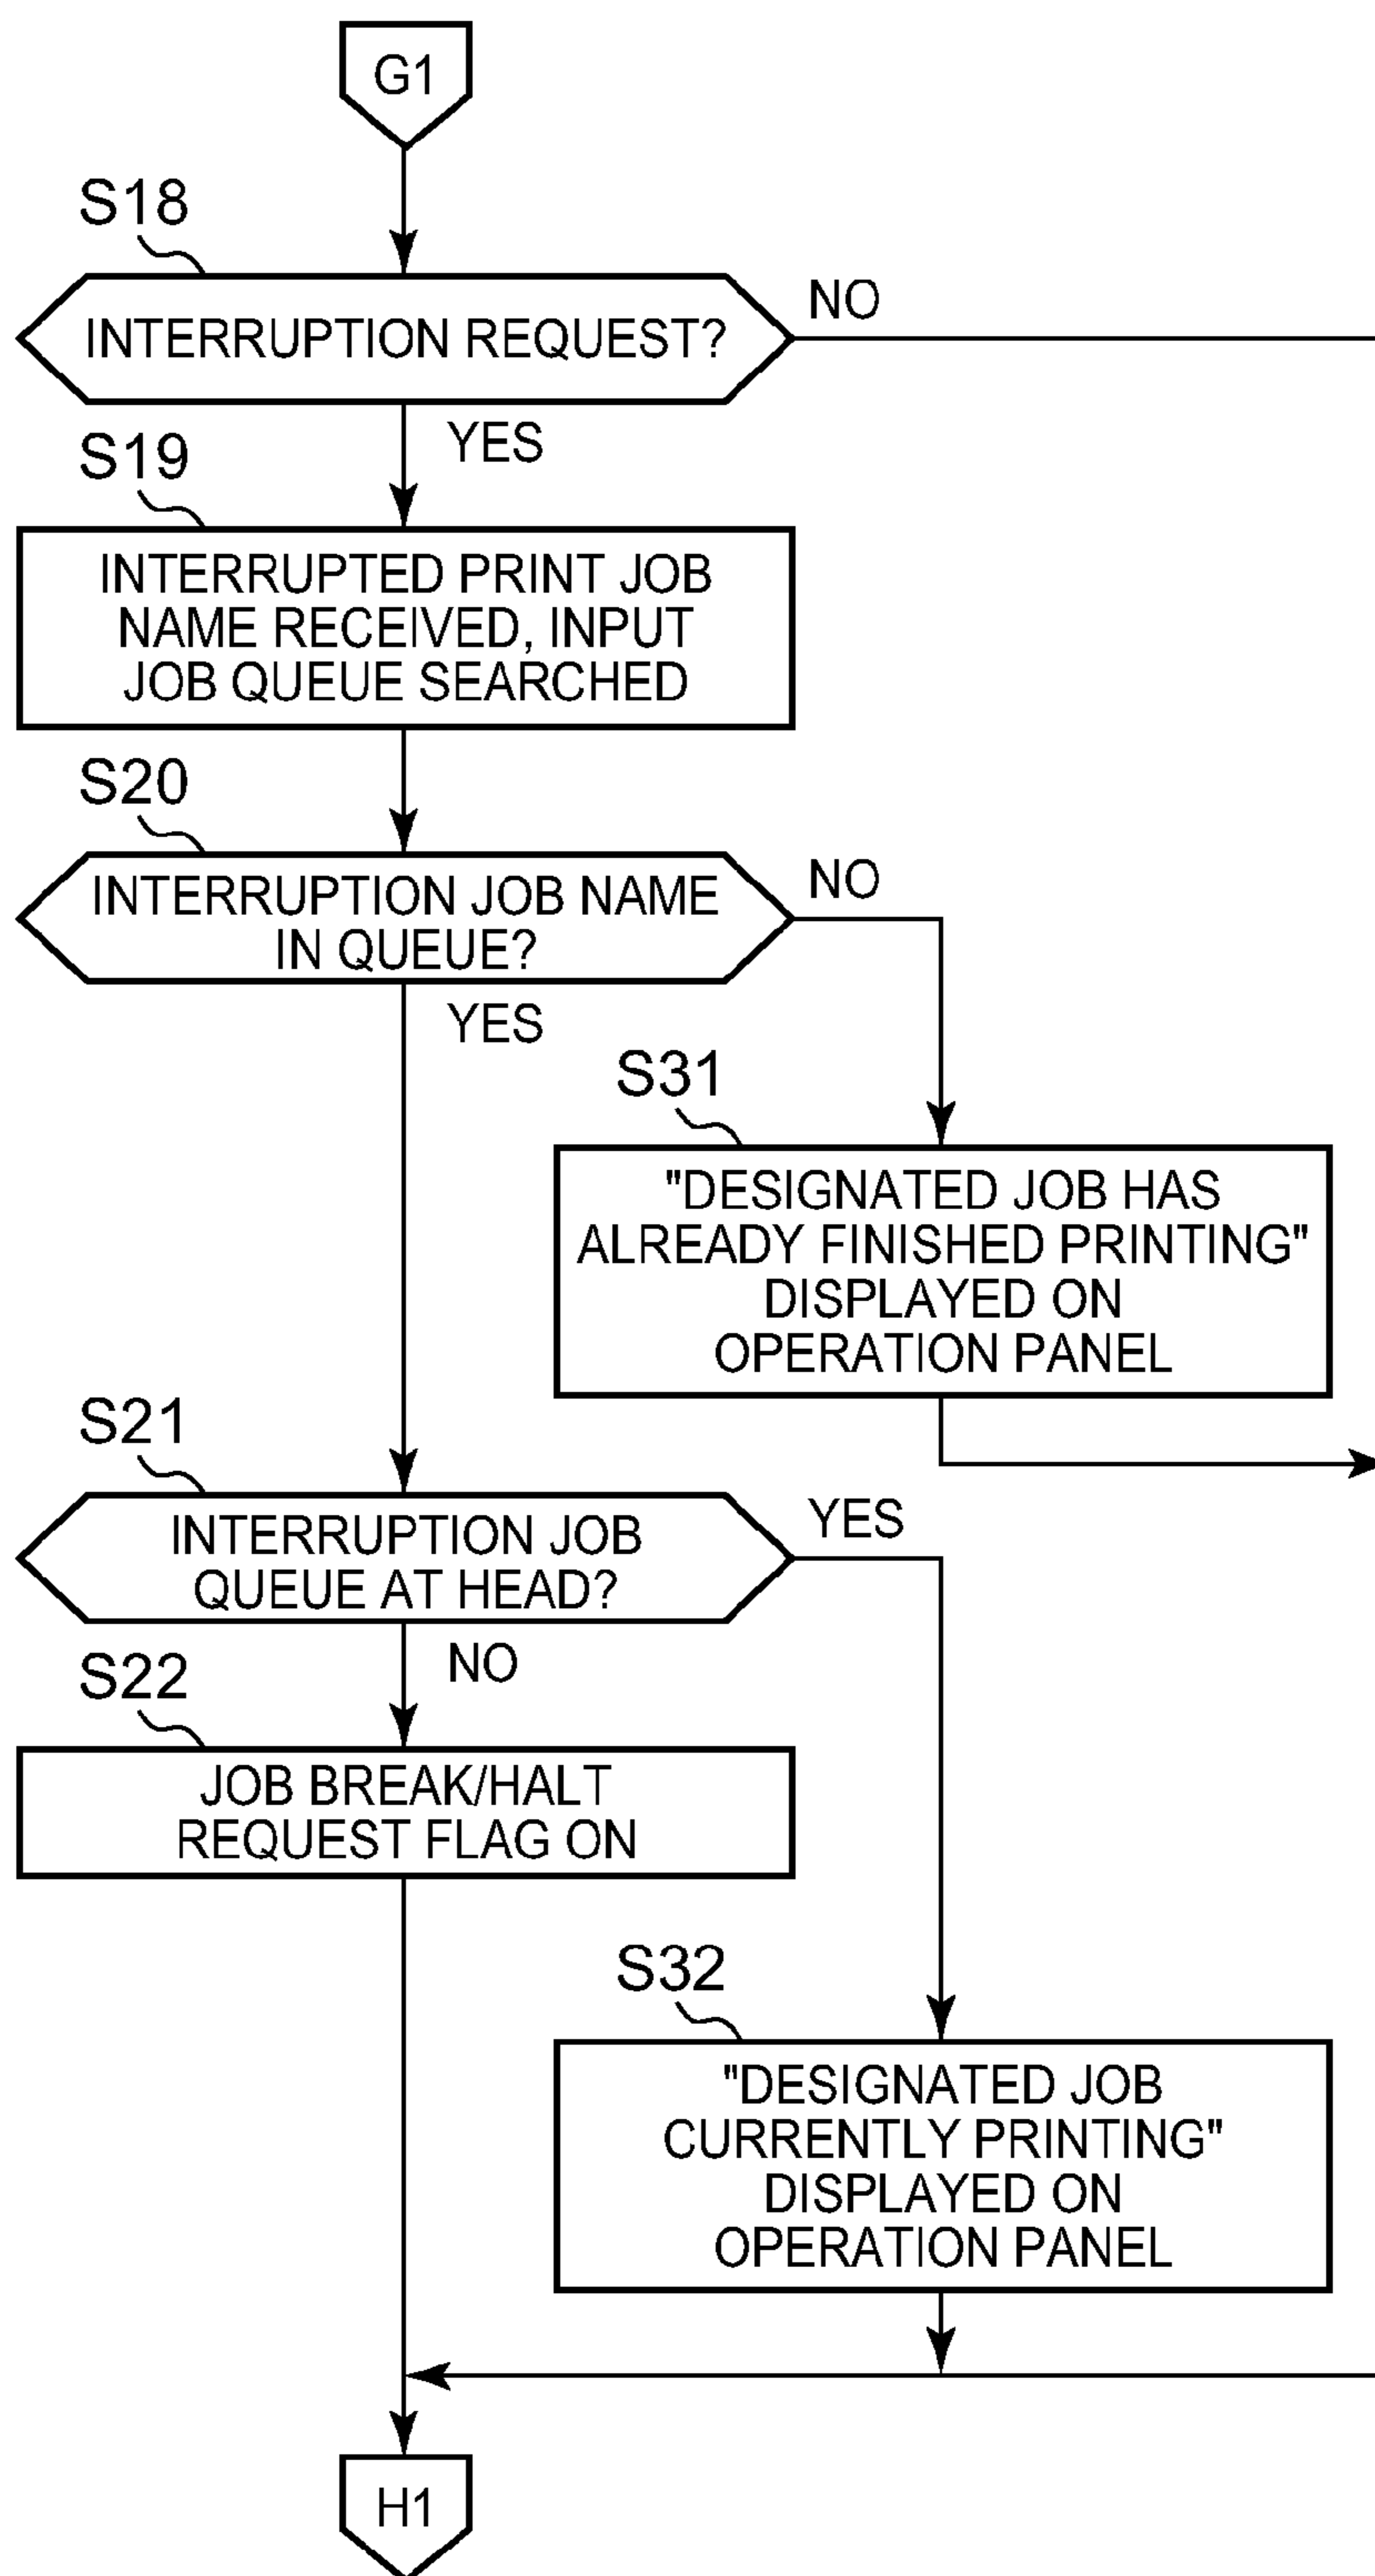 G1
S18
INTERRUPTION REQUEST?
NO
YES
S19
INTERRUPTED PRINT JOB
NAME RECEIVED, INPUT
JOB QUEUE SEARCHED
S20
INTERRUPTION JOB NAME
IN QUEUE?
NO
YES
S31
"DESIGNATED JOB HAS
ALREADY FINISHED PRINTING"
DISPLAYED ON
OPERATION PANEL
S21
INTERRUPTION JOB
QUEUE AT HEAD?
YES
NO
S22
JOB BREAK/HALT
REQUEST FLAG ON
S32
"DESIGNATED JOB
CURRENTLY PRINTING"
DISPLAYED ON
OPERATION PANEL
H1